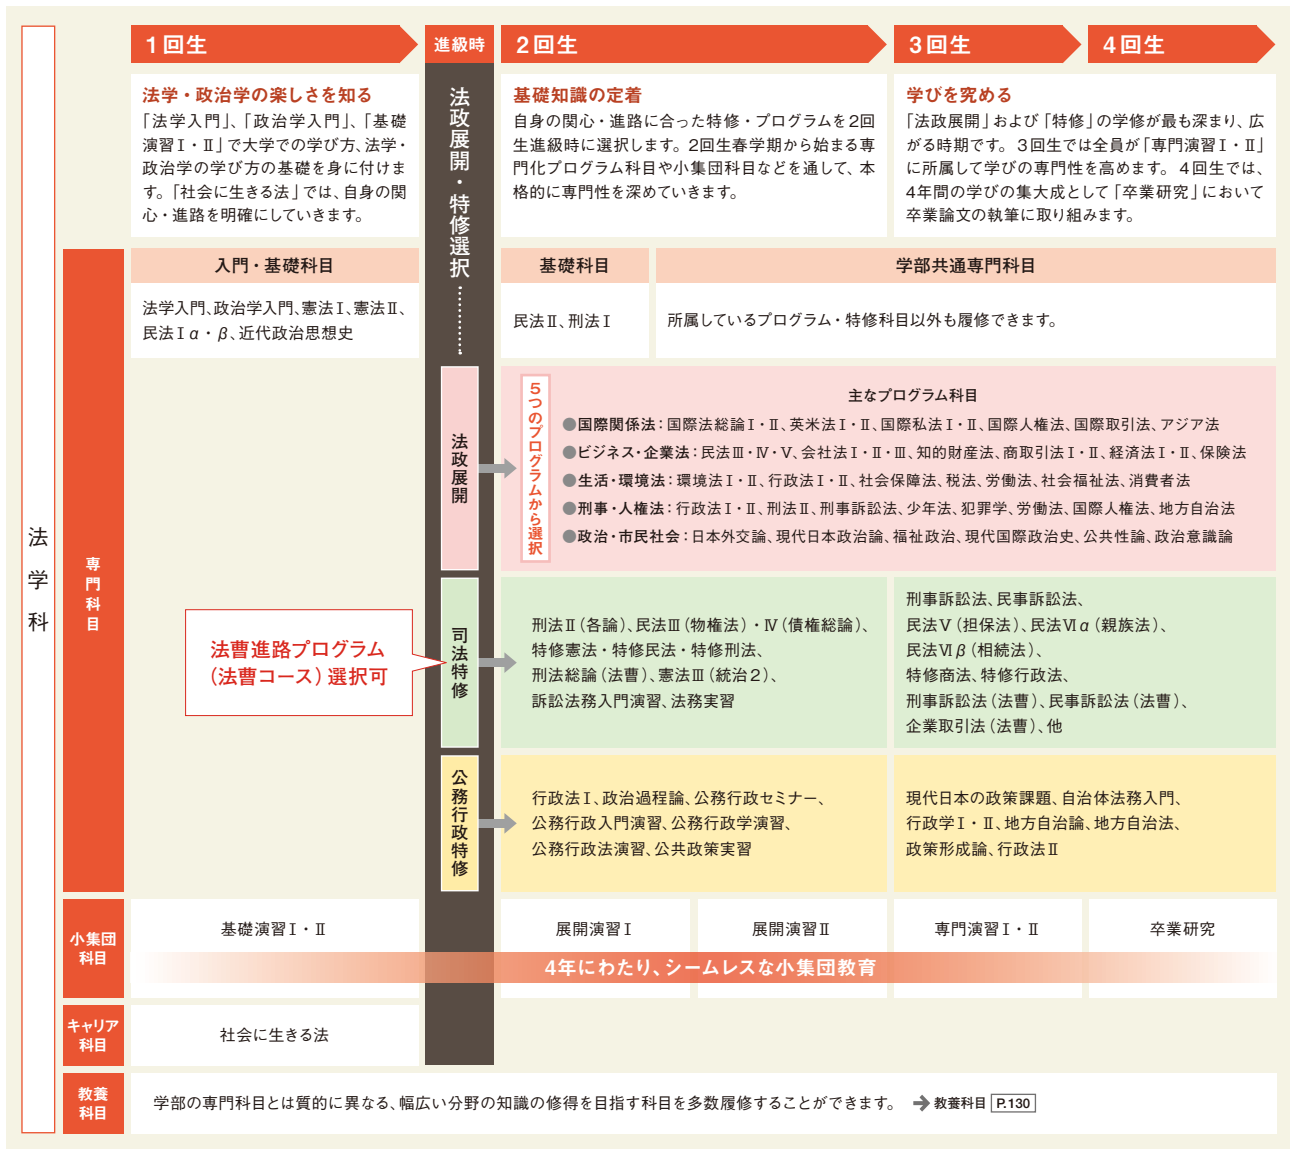 1回生
進級時
2回生
3回生
4回生
法学・政治学の楽しさを知る
「法学入門」、「政治学入門」、「基礎
演習Ⅰ・Ⅱ」で大学での学び方、法学・
政治学の学び方の基礎を身に付けま
す。「社会に生きる法」では、自身の関
心・進路を明確にしていきます。
法政展開・特修選択…………
基礎知識の定着
自身の関心・進路に合った特修・プログラムを2回
生進級時に選択します。2回生春学期から始まる専
門化プログラム科目や小集団科目などを通して、本
格的に専門性を深めていきます。
学びを究める
「法政展開」および「特修」の学修が最も深まり、広
がる時期です。3回生では全員が「専門演習Ⅰ・Ⅱ」
に所属して学びの専門性を高めます。4回生では、
4年間の学びの集大成として「卒業研究」において
卒業論文の執筆に取り組みます。
法学科
専門科目
入門・基礎科目
法学入門、政治学入門、憲法Ⅰ、憲法Ⅱ、
民法Ⅰα・β、近代政治思想史
基礎科目
民法Ⅱ、刑法Ⅰ
学部共通専門科目
所属しているプログラム・特修科目以外も履修できます。
法政展開
5つのプログラムから選択
主なプログラム科目
●国際関係法：国際法総論Ⅰ・Ⅱ、英米法Ⅰ・Ⅱ、国際私法Ⅰ・Ⅱ、国際人権法、国際取引法、アジア法
●ビジネス・企業法：民法Ⅲ・Ⅳ・Ⅴ、会社法Ⅰ・Ⅱ・Ⅲ、知的財産法、商取引法Ⅰ・Ⅱ、経済法Ⅰ・Ⅱ、保険法
●生活・環境法：環境法Ⅰ・Ⅱ、行政法Ⅰ・Ⅱ、社会保障法、税法、労働法、社会福祉法、消費者法
●刑事・人権法：行政法Ⅰ・Ⅱ、刑法Ⅱ、刑事訴訟法、少年法、犯罪学、労働法、国際人権法、地方自治法
●政治・市民社会：日本外交論、現代日本政治論、福祉政治、現代国際政治史、公共性論、政治意識論
法曹進路プログラム
（法曹コース）選択可
司法特修
刑法Ⅱ（各論）、民法Ⅲ（物権法）・Ⅳ（債権総論）、
特修憲法・特修民法・特修刑法、
刑法総論（法曹）、憲法Ⅲ（統治2）、
訴訟法務入門演習、法務実習
刑事訴訟法、民事訴訟法、
民法Ⅴ（担保法）、民法Ⅵα（親族法）、
民法Ⅵβ（相続法）、
特修商法、特修行政法、
刑事訴訟法（法曹）、民事訴訟法（法曹）、
企業取引法（法曹）、他
公務行政特修
行政法Ⅰ、政治過程論、公務行政セミナー、
公務行政入門演習、公務行政学演習、
公務行政法演習、公共政策実習
現代日本の政策課題、自治体法務入門、
行政学Ⅰ・Ⅱ、地方自治論、地方自治法、
政策形成論、行政法Ⅱ
小集団
科目
基礎演習Ⅰ・Ⅱ
展開演習Ⅰ
展開演習Ⅱ
専門演習Ⅰ・Ⅱ
卒業研究
4年にわたり、シームレスな小集団教育
キャリア
科目
社会に生きる法
教養
科目
学部の専門科目とは質的に異なる、幅広い分野の知識の修得を目指す科目を多数履修することができます。 → 教養科目 P.130